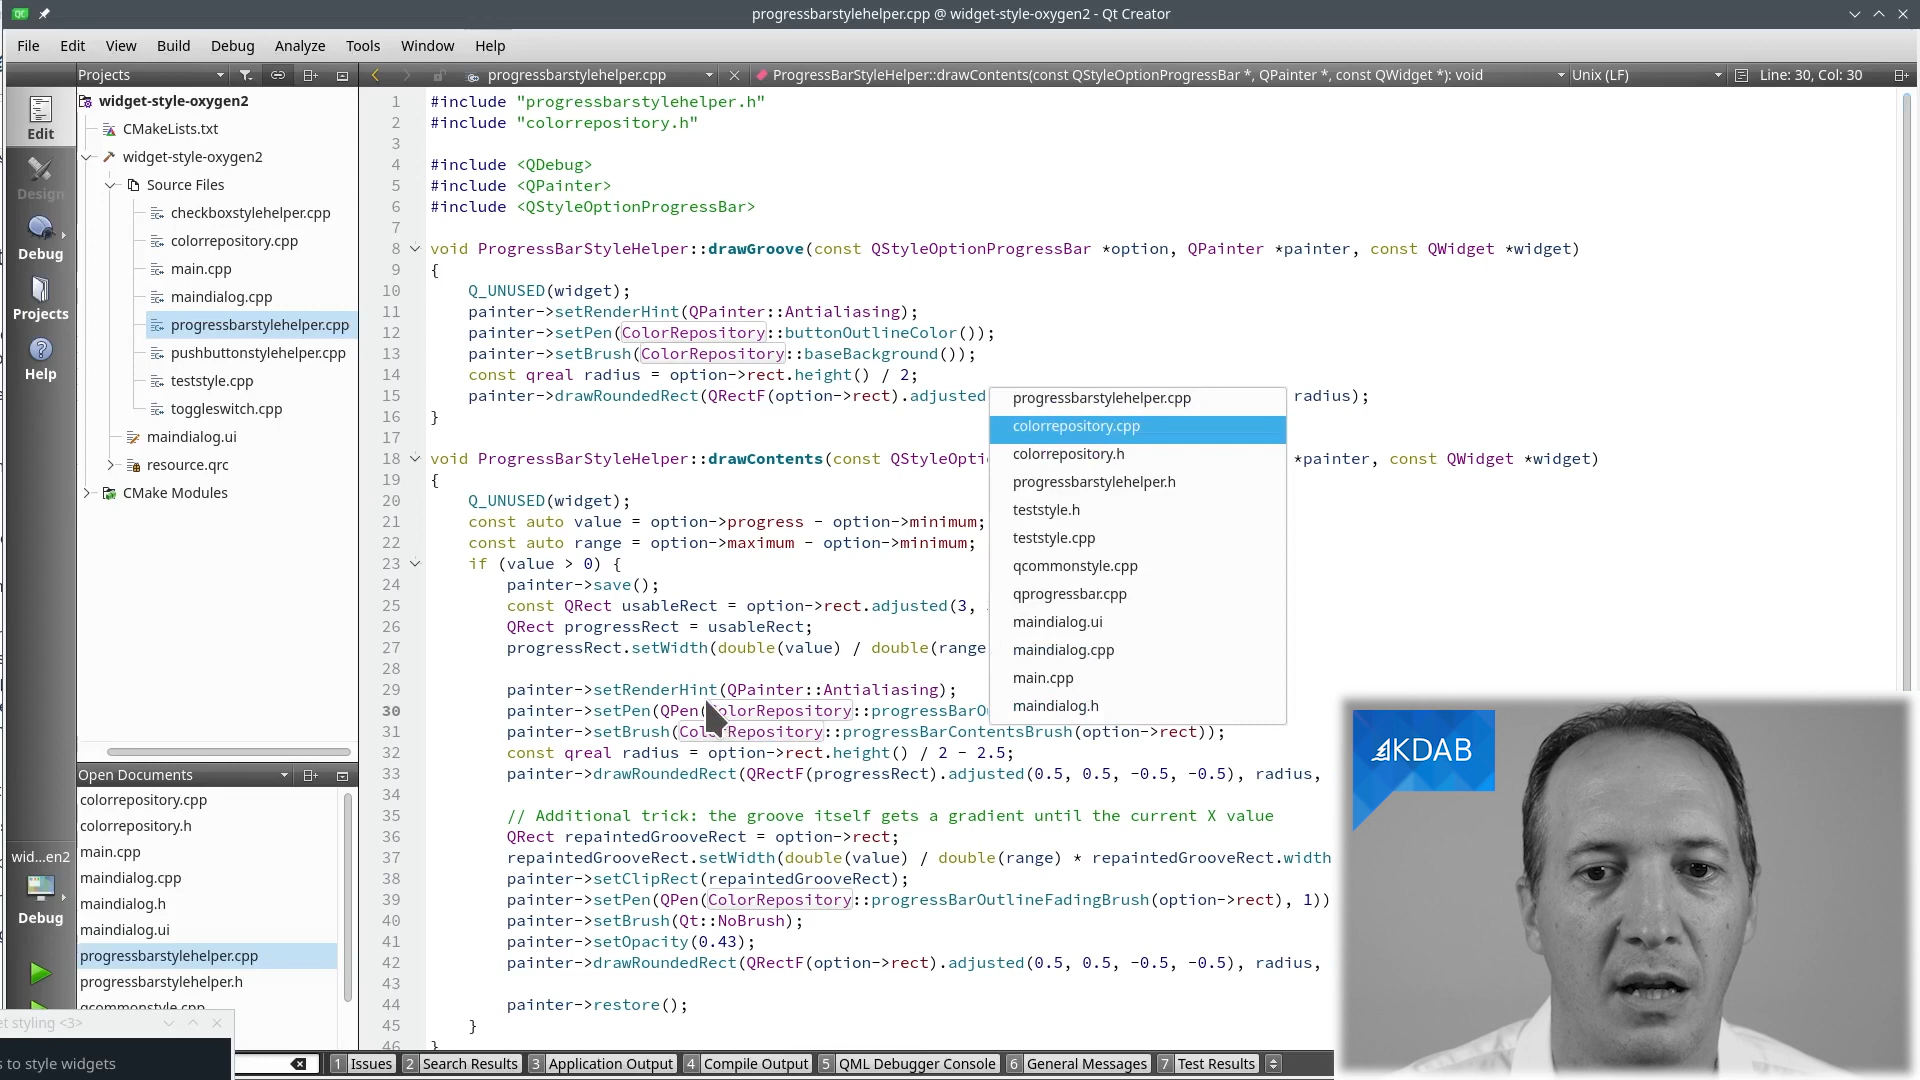 progressbarstylehelper.cpp @ widget-style-oxygen2 - Qt Creator
File Edit View Build Debug Analyze Tools Window Help
Projects
progressbarstylehelper.cpp
ProgressBarStyleHelper::drawContents(const QStyleOptionProgressBar *, QPainter *, const QWidget *): void
Unix (LF)
Line: 30, Col: 30
Edit
Design
Debug
Projects
Help
wid...en2
Debug
widget-style-oxygen2
CMakeLists.txt
widget-style-oxygen2
Source Files
checkboxstylehelper.cpp
colorrepository.cpp
main.cpp
maindialog.cpp
progressbarstylehelper.cpp
pushbuttonstylehelper.cpp
teststyle.cpp
toggleswitch.cpp
maindialog.ui
resource.qrc
CMake Modules
Open Documents
colorrepository.cpp
colorrepository.h
main.cpp
maindialog.cpp
maindialog.h
maindialog.ui
progressbarstylehelper.cpp
progressbarstylehelper.h
qcommonstyle.cpp
et styling <3>
s to style widgets
1 #include "progressbarstylehelper.h"
2 #include "colorrepository.h"
3
4 #include <QDebug>
5 #include <QPainter>
6 #include <QStyleOptionProgressBar>
7
8 void ProgressBarStyleHelper::drawGroove(const QStyleOptionProgressBar *option, QPainter *painter, const QWidget *widget)
9 {
10 Q_UNUSED(widget);
11 painter->setRenderHint(QPainter::Antialiasing);
12 painter->setPen(ColorRepository::buttonOutlineColor());
13 painter->setBrush(ColorRepository::baseBackground());
14 const qreal radius = option->rect.height() / 2;
15 painter->drawRoundedRect(QRectF(option->rect).adjusted radius);
16 }
17
18 void ProgressBarStyleHelper::drawContents(const QStyleOpti *painter, const QWidget *widget)
19 {
20 Q_UNUSED(widget);
21 const auto value = option->progress - option->minimum;
22 const auto range = option->maximum - option->minimum;
23 if (value > 0) {
24 painter->save();
25 const QRect usableRect = option->rect.adjusted(3,
26 QRect progressRect = usableRect;
27 progressRect.setWidth(double(value) / double(range
28
29 painter->setRenderHint(QPainter::Antialiasing);
30 painter->setPen(QPen(ColorRepository::progressBarO
31 painter->setBrush(ColorRepository::progressBarContentsBrush(option->rect));
32 const qreal radius = option->rect.height() / 2 - 2.5;
33 painter->drawRoundedRect(QRectF(progressRect).adjusted(0.5, 0.5, -0.5, -0.5), radius,
34
35 // Additional trick: the groove itself gets a gradient until the current X value
36 QRect repaintedGrooveRect = option->rect;
37 repaintedGrooveRect.setWidth(double(value) / double(range) * repaintedGrooveRect.width
38 painter->setClipRect(repaintedGrooveRect);
39 painter->setPen(QPen(ColorRepository::progressBarOutlineFadingBrush(option->rect), 1))
40 painter->setBrush(Qt::NoBrush);
41 painter->setOpacity(0.43);
42 painter->drawRoundedRect(QRectF(option->rect).adjusted(0.5, 0.5, -0.5, -0.5), radius,
43
44 painter->restore();
45 }
46 }
progressbarstylehelper.cpp
colorrepository.cpp
colorrepository.h
progressbarstylehelper.h
teststyle.h
teststyle.cpp
qcommonstyle.cpp
qprogressbar.cpp
maindialog.ui
maindialog.cpp
main.cpp
maindialog.h
KDAB
1 Issues 2 Search Results 3 Application Output 4 Compile Output 5 QML Debugger Console 6 General Messages 7 Test Results